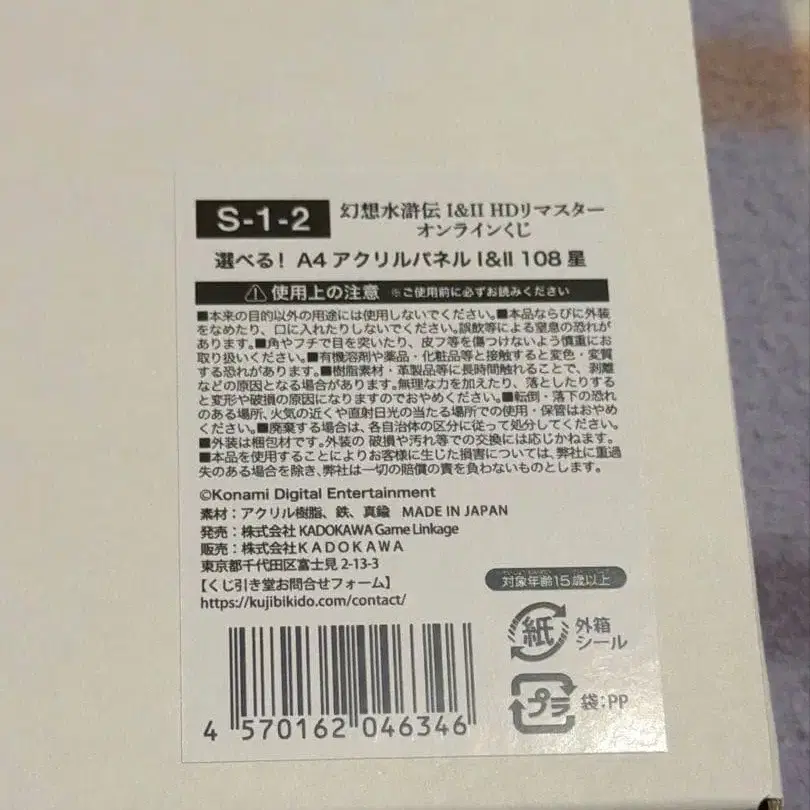 S-1-2
幻想水滸伝 I&II HDリマスター
オンラインくじ
選べる! A4 アクリルパネル I&II 108 星
使用上の注意 ※ご使用前に必ずお読みください
■本来の目的以外の用途には使用しないでください。■本品ならびに外装
をなめたり、口に入れたりしないでください。誤飲等による窒息の恐れが
あります。■角やフチで目を突いたり、皮フ等を傷つけないよう慎重にお
取り扱いください。■有機溶剤や薬品・化粧品等と接触すると変色・変質
する恐れがあります。■樹脂素材・革製品等に長時間触れることで、剥離
などの原因となる場合があります。無理な力を加えたり、落としたりする
と変形や破損の原因になりますのでおやめください。■転倒・落下の恐れ
のある場所、火気の近くや直射日光の当たる場所での使用・保管はおやめ
ください。■廃棄する場合は、各自治体の区分に従って処分してください。
■外装は梱包材です。外装の 破損や汚れ等での交換には応じかねます。
■本品を使用することによりお客様に生じた損害については、弊社に重過
失のある場合を除き、弊社は一切の賠償の責を負わないものとします。
©Konami Digital Entertainment
素材：アクリル樹脂、鉄、真鍮 MADE IN JAPAN
発売：株式会社 KADOKAWA Game Linkage
販売：株式会社ＫＡＤＯＫＡＷＡ
東京都千代田区富士見 2-13-3
【くじ引き堂お問合せフォーム】
https://kujibikido.com/contact/
対象年齢15歳以上
紙 外箱
シール
プラ 袋：PP
4 570162 046346